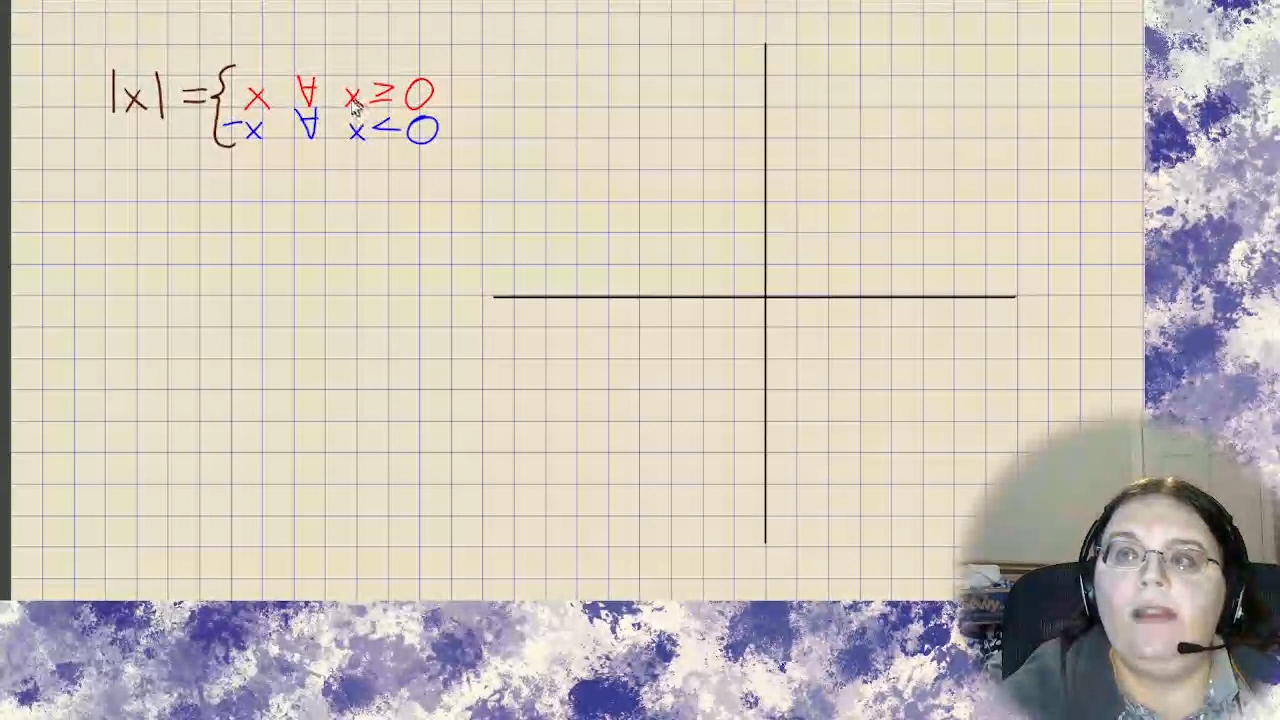 |x| = { x ∀ x ≥ 0
-x ∀ x < 0